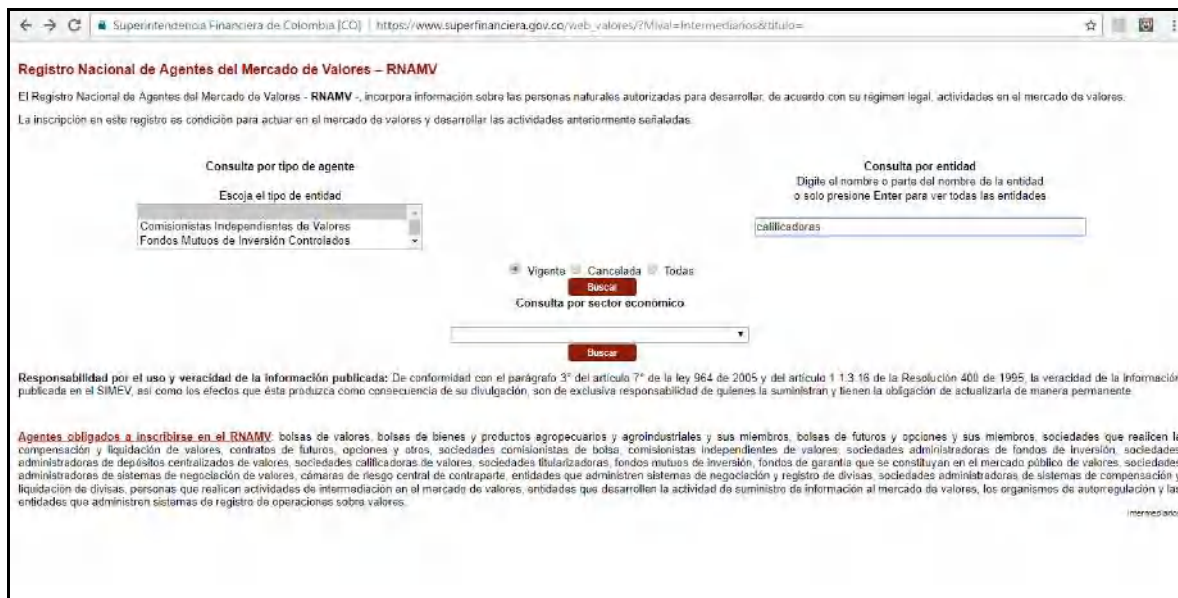 Superintendencia Financiera de Colombia [CO] | https://www.superfinanciera.gov.co/web_valores/?MIval=Intermediarios&titulo=
Registro Nacional de Agentes del Mercado de Valores – RNAMV
El Registro Nacional de Agentes del Mercado de Valores - RNAMV -, incorpora información sobre las personas naturales autorizadas para desarrollar, de acuerdo con su régimen legal, actividades en el mercado de valores.
La inscripción en este registro es condición para actuar en el mercado de valores y desarrollar las actividades anteriormente señaladas.
Consulta por tipo de agente
Escoja el tipo de entidad
Comisionistas Independientes de Valores
Fondos Mutuos de Inversión Controlados
Consulta por entidad
Digite el nombre o parte del nombre de la entidad
o solo presione Enter para ver todas las entidades
calificadoras
Vigente Cancelada Todas
Buscar
Consulta por sector económico
Buscar
Responsabilidad por el uso y veracidad de la información publicada: De conformidad con el parágrafo 3° del artículo 7° de la ley 964 de 2005 y del artículo 1.1.3.16 de la Resolución 400 de 1995, la veracidad de la información
publicada en el SIMEV, así como los efectos que ésta produzca como consecuencia de su divulgación, son de exclusiva responsabilidad de quienes la suministran y tienen la obligación de actualizarla de manera permanente
Agentes obligados a inscribirse en el RNAMV: bolsas de valores, bolsas de bienes y productos agropecuarios y agroindustriales y sus miembros, bolsas de futuros y opciones y sus miembros, sociedades que realicen la
compensación y liquidación de valores, contratos de futuros, opciones y otros, sociedades comisionistas de bolsa, comisionistas independientes de valores, sociedades administradoras de fondos de inversión, sociedades
administradoras de depósitos centralizados de valores, sociedades calificadoras de valores, sociedades titularizadoras, fondos mutuos de inversión, fondos de garantía que se constituyan en el mercado público de valores, sociedades
administradoras de sistemas de negociación de valores, cámaras de riesgo central de contraparte, entidades que administren sistemas de negociación y registro de divisas, sociedades administradoras de sistemas de compensación y
liquidación de divisas, personas que realicen actividades de intermediación en el mercado de valores, entidades que desarrollen la actividad de suministro de información al mercado de valores, los organismos de autorregulación y las
entidades que administren sistemas de registro de operaciones sobre valores.
intermediario